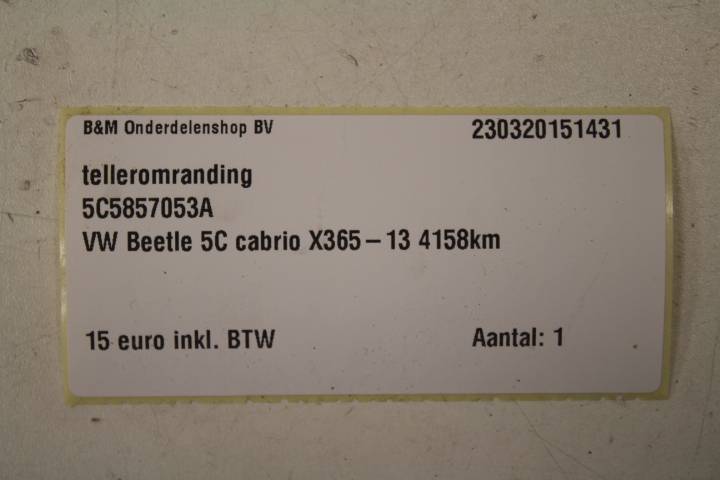 B&M Onderdelenshop BV 230320151431
telleromranding
5C5857053A
VW Beetle 5C cabrio X365 – 13 4158km
15 euro inkl. BTW Aantal: 1